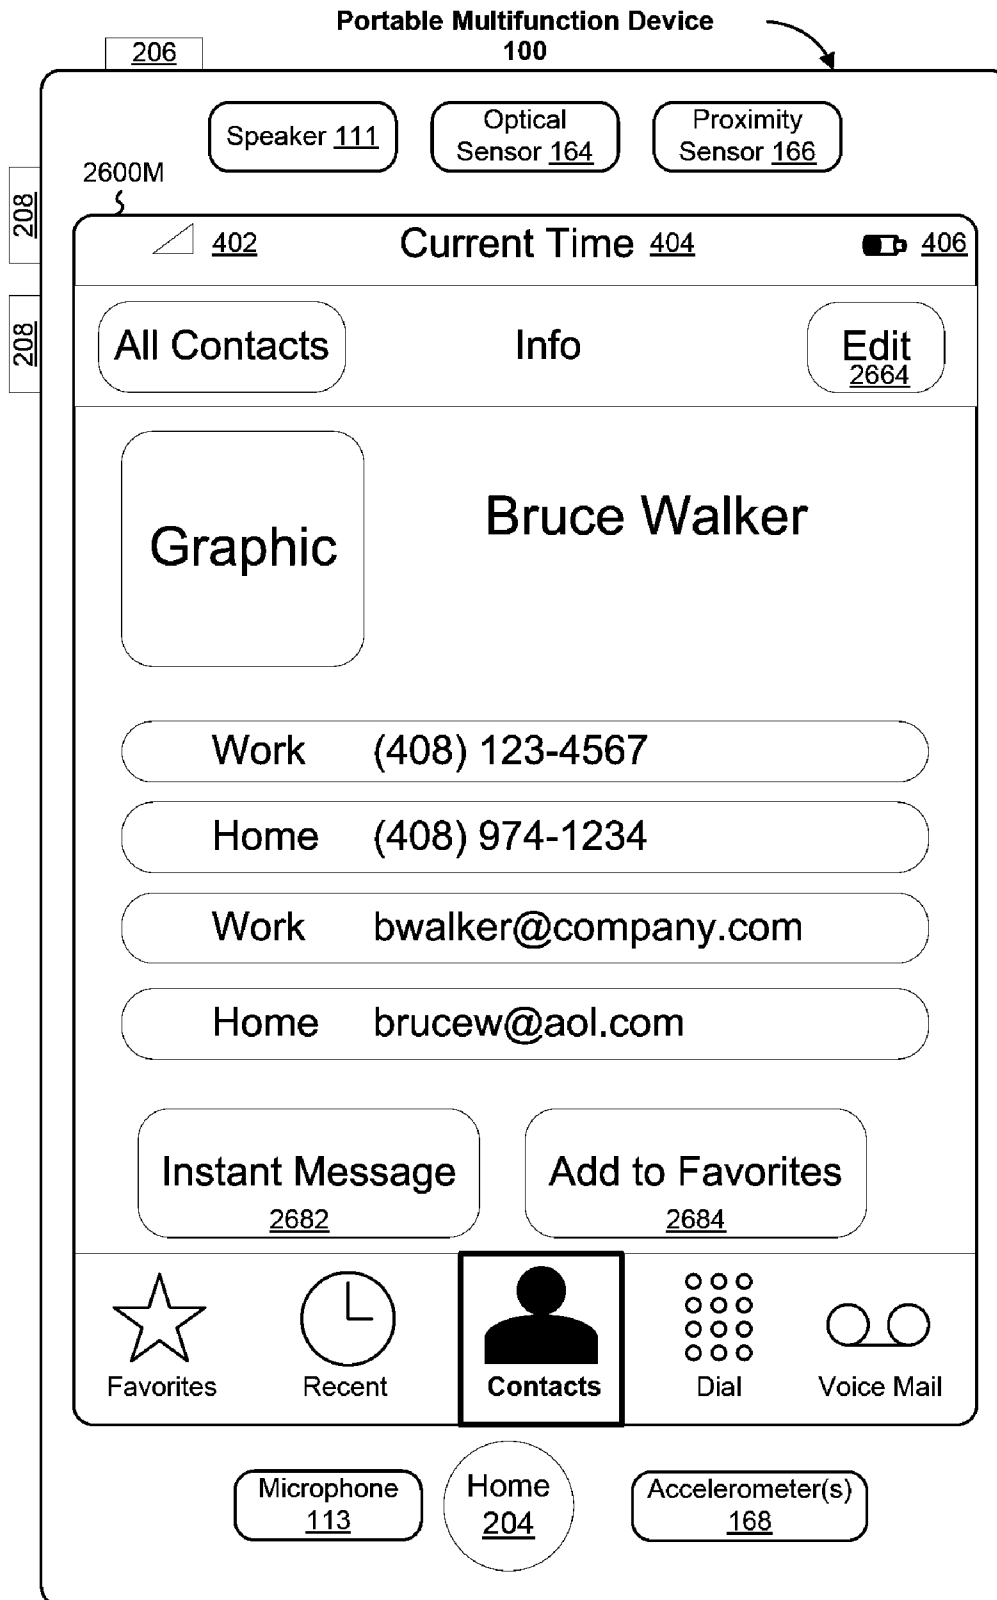 Portable Multifunction Device
100
206
Speaker 111
Optical
Sensor 164
Proximity
Sensor 166
2600M
208
208
402
Current Time 404
406
All Contacts
Info
Edit
2664
Graphic
Bruce Walker
Work (408) 123-4567
Home (408) 974-1234
Work bwalker@company.com
Home brucew@aol.com
Instant Message
2682
Add to Favorites
2684
Favorites
Recent
Contacts
Dial
Voice Mail
Microphone
113
Home
204
Accelerometer(s)
168